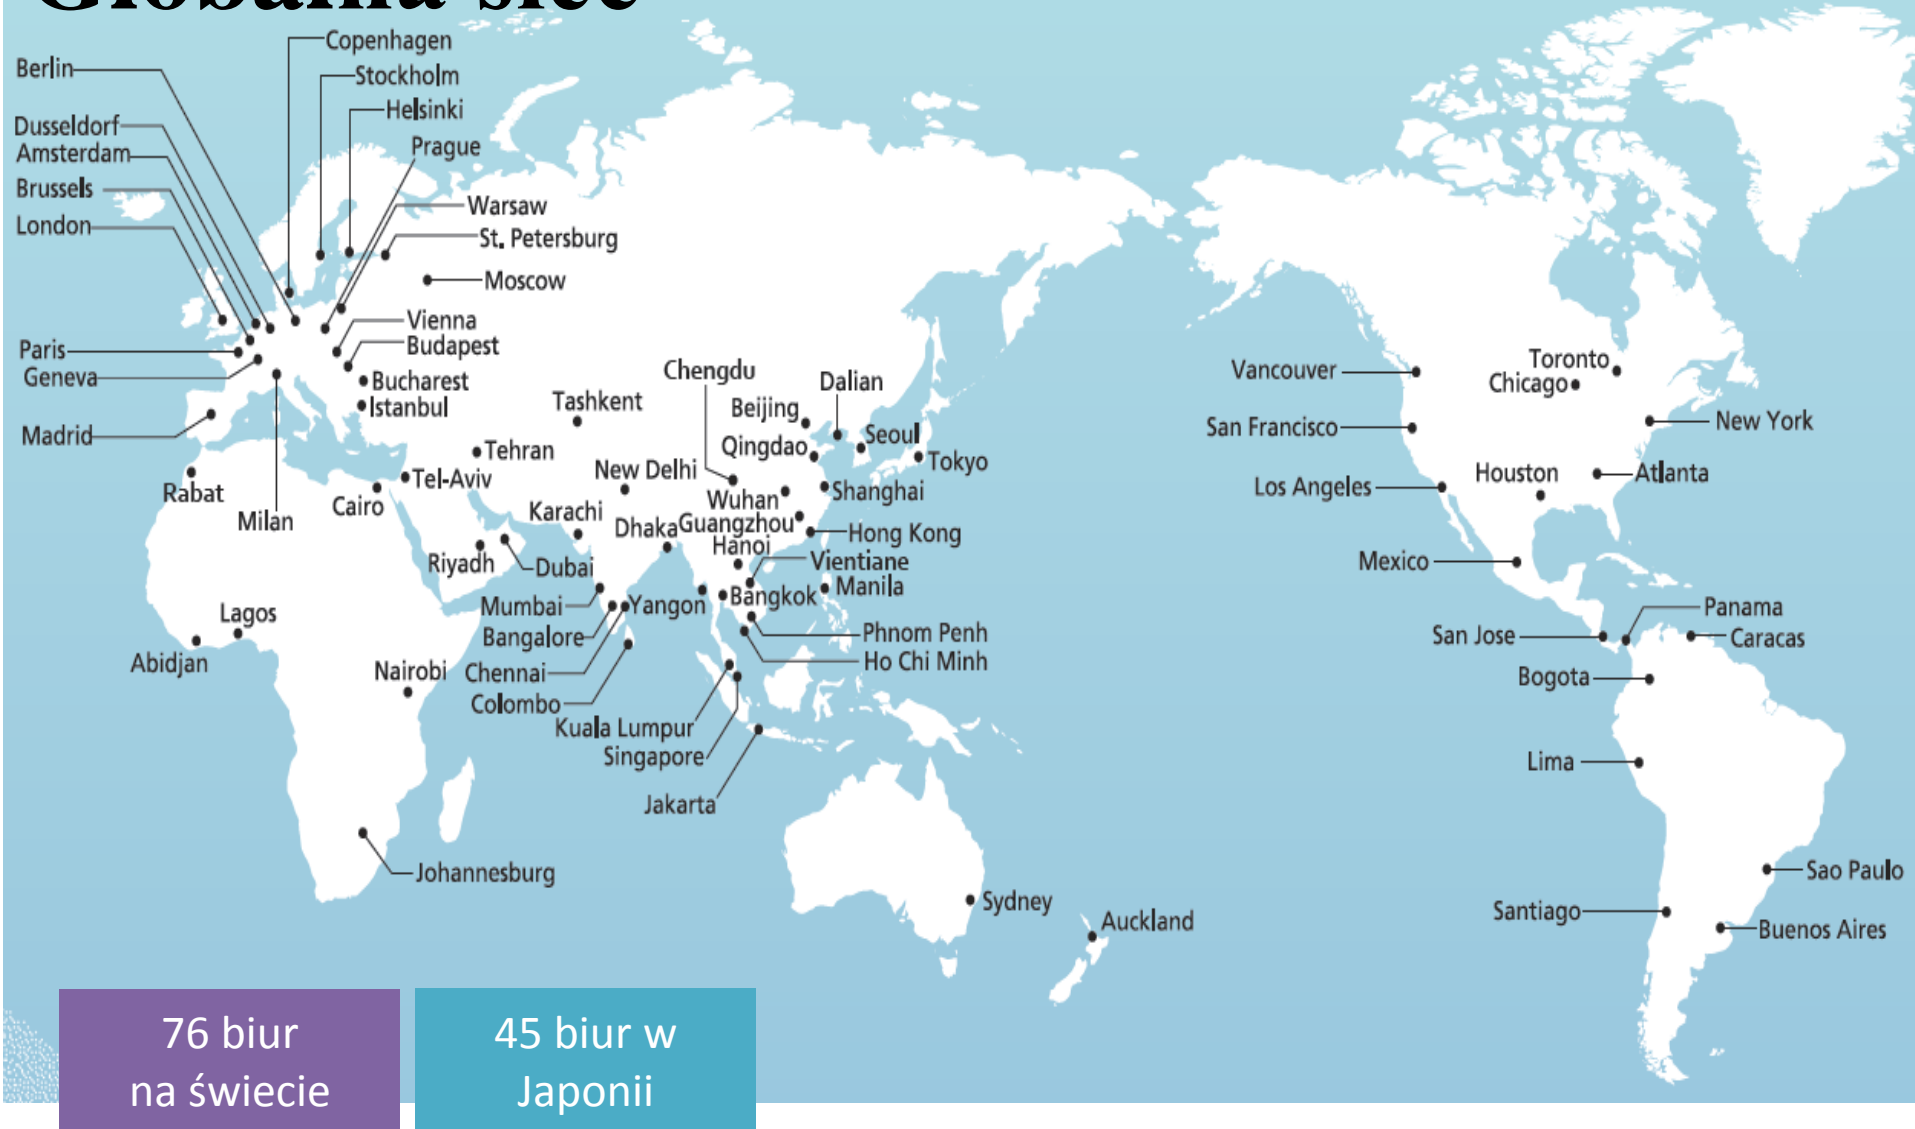 Globalna sieć
Copenhagen
Berlin
Stockholm
Helsinki
Dusseldorf
Amsterdam
Prague
Brussels
Warsaw
London
St. Petersburg
Moscow
Vienna
Paris
Budapest
Geneva
Bucharest
Istanbul
Madrid
Tashkent
Chengdu
Dalian
Beijing
Seoul
Qingdao
Tokyo
Tehran
Tel-Aviv
New Delhi
Rabat
Cairo
Milan
Karachi
Wuhan
Shanghai
Dhaka
Guangzhou
Hong Kong
Hanoi
Riyadh
Dubai
Vientiane
Manila
Mumbai
Yangon
Bangkok
Lagos
Bangalore
Phnom Penh
Abidjan
Nairobi
Chennai
Ho Chi Minh
Colombo
Kuala Lumpur
Singapore
Jakarta
Johannesburg
Sydney
Auckland
Vancouver
Toronto
Chicago
San Francisco
New York
Los Angeles
Houston
Atlanta
Mexico
Panama
San Jose
Caracas
Bogota
Lima
Sao Paulo
Santiago
Buenos Aires
76 biur
na świecie
45 biur w
Japonii